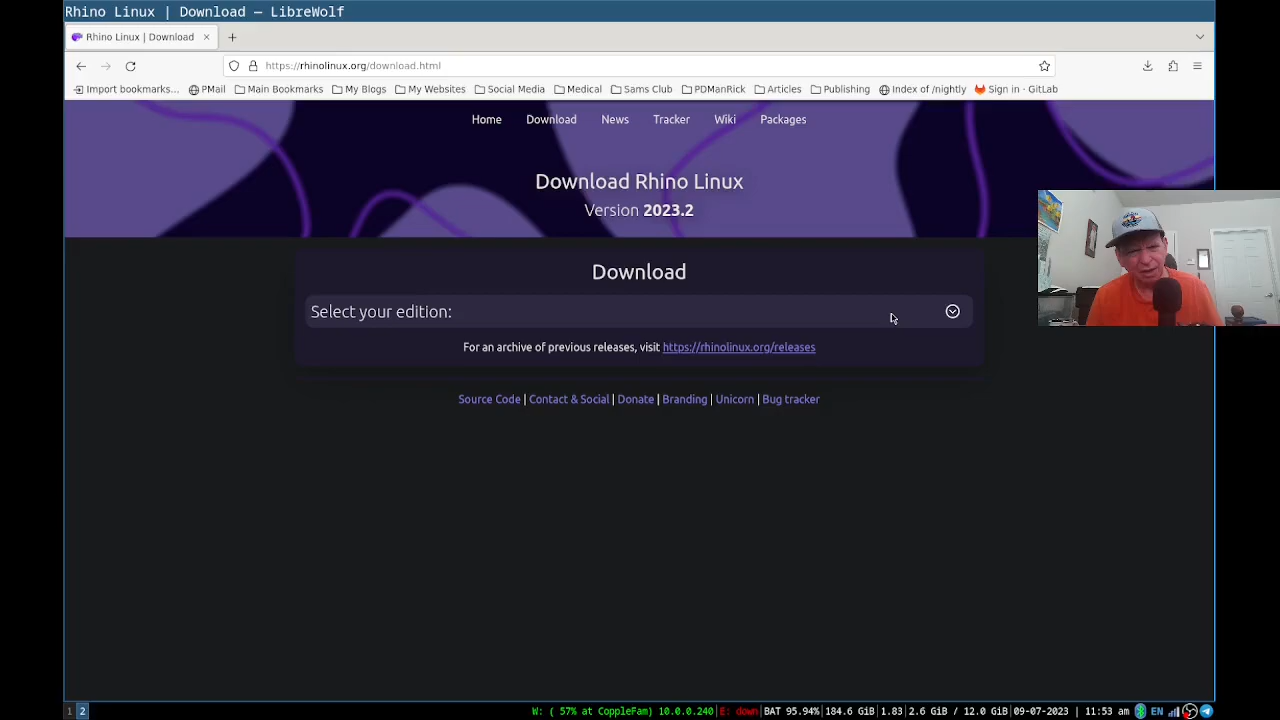 Rhino Linux | Download — LibreWolf
Rhino Linux | Download
https://rhinolinux.org/download.html
Import bookmarks... PMail Main Bookmarks My Blogs My Websites Social Media Medical Sams Club PDManRick Articles Publishing Index of /nightly Sign in · GitLab
Home Download News Tracker Wiki Packages
Download Rhino Linux
Version 2023.2
Download
Select your edition:
For an archive of previous releases, visit https://rhinolinux.org/releases
Source Code | Contact & Social | Donate | Branding | Unicorn | Bug tracker
1 2 W: ( 57% at CoppleFam) 10.0.0.240|E: down|BAT 95.94%|184.6 GiB|1.83|2.6 GiB / 12.0 GiB|09-07-2023 | 11:53 am EN